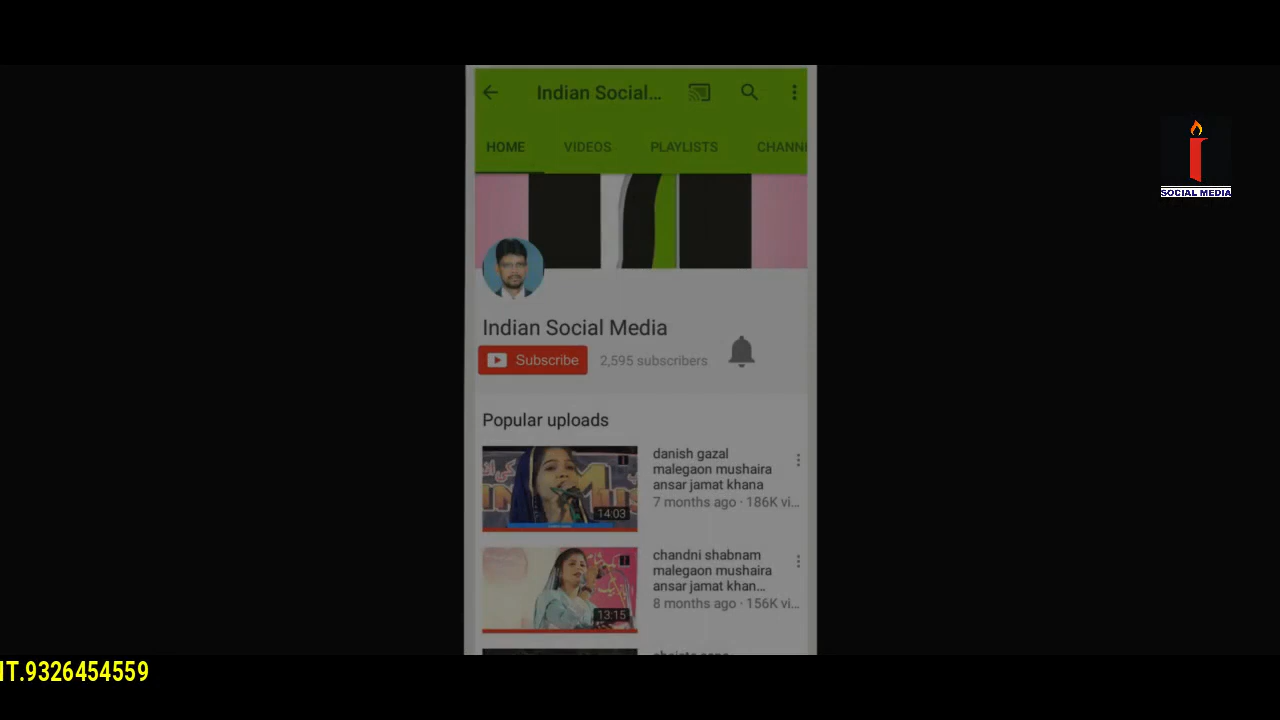 Indian Social...
HOME VIDEOS PLAYLISTS CHANN
SOCIAL MEDIA
Indian Social Media
Subscribe 2,595 subscribers
Popular uploads
danish gazal
malegaon mushaira
ansar jamat khana
7 months ago · 186K vi...
14:03
chandni shabnam
malegaon mushaira
ansar jamat khan...
8 months ago · 156K vi...
13:15
IT.9326454559